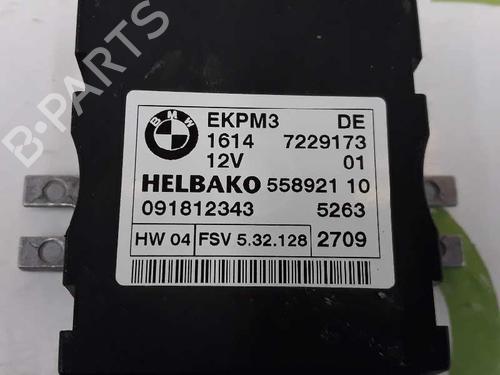 B-PARTS
BMW
EKPM3 DE
1614 7229173
12V 01
HELBAKO 558921 10
091812343 5263
HW 04 FSV 5.32.128 2709